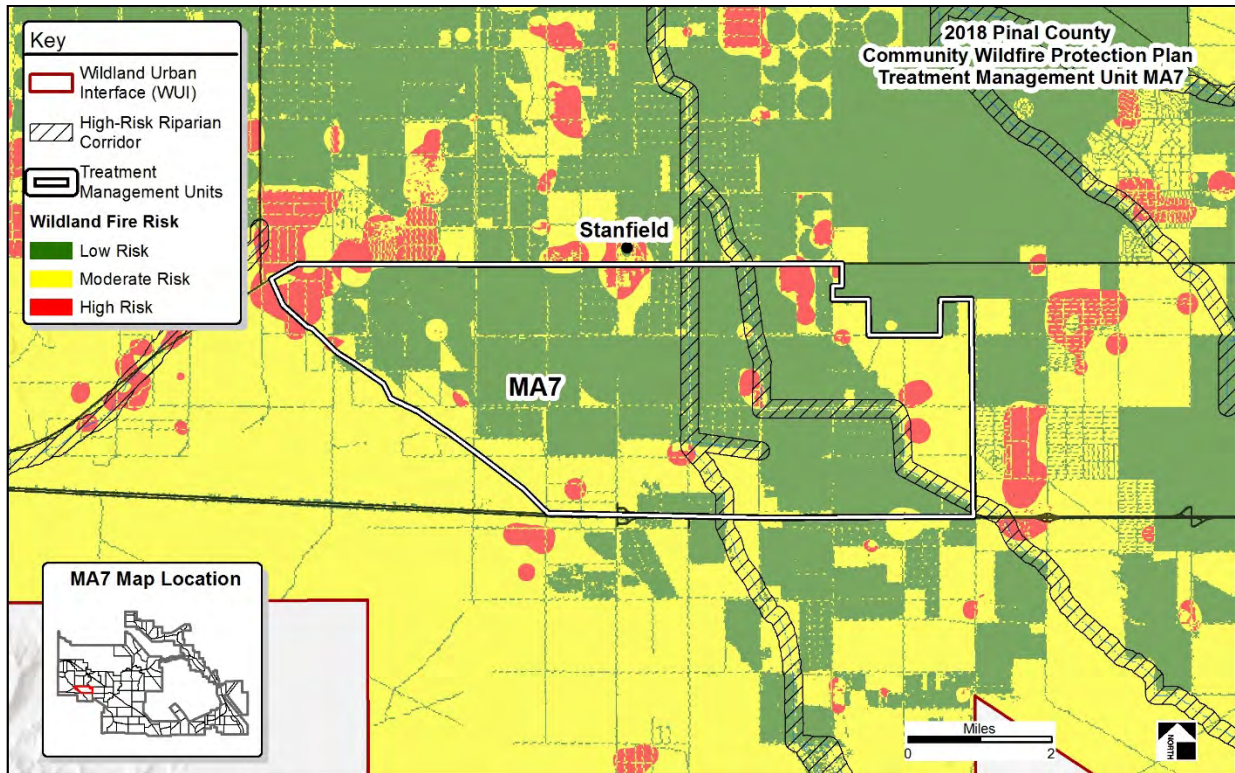 Key
Wildland Urban
Interface (WUI)
High-Risk Riparian
Corridor
Treatment
Management Units
Wildland Fire Risk
Low Risk
Moderate Risk
High Risk
2018 Pinal County
Community Wildfire Protection Plan
Treatment Management Unit MA7
Stanfield
MA7
MA7 Map Location
Miles
0 2
NORTH